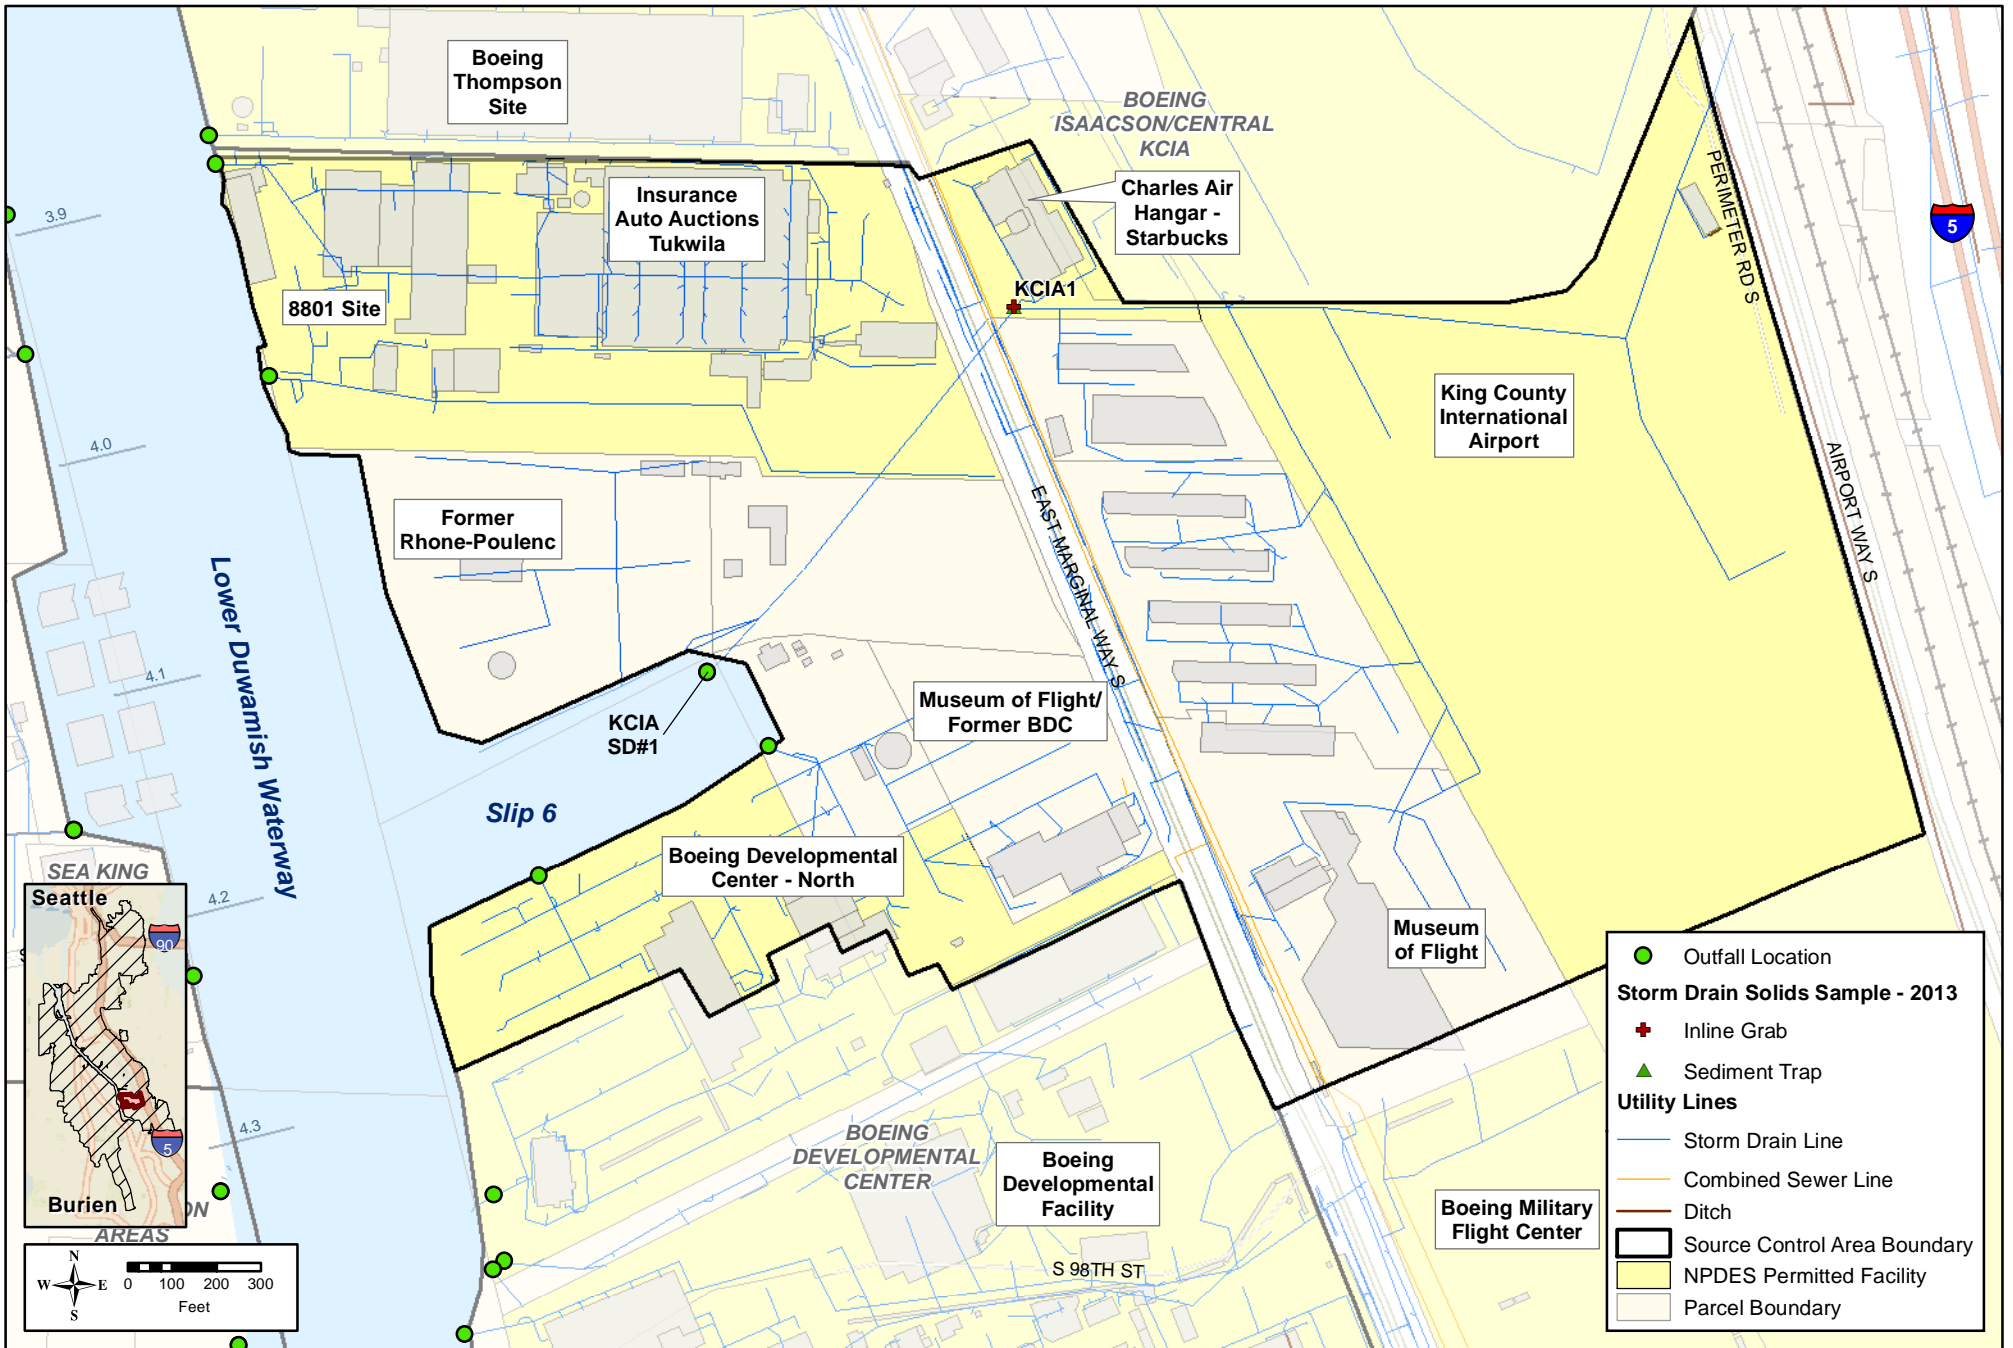 Boeing
Thompson
Site
BOEING
ISAACSON/CENTRAL
KCIA
Insurance
Auto Auctions
Tukwila
Charles Air
Hangar -
Starbucks
PERIMETER RD S
5
3.9
8801 Site
KCIA1
King County
International
Airport
4.0
AIRPORT WAY S
Former
Rhone-Poulenc
EAST MARGINAL WAY S
Lower Duwamish Waterway
4.1
KCIA
SD#1
Museum of Flight/
Former BDC
Slip 6
Boeing Developmental
Center - North
4.2
SEA KING
Museum
of Flight
Seattle
90
5
Burien
ON
AREAS
4.3
BOEING
DEVELOPMENTAL
CENTER
Boeing
Developmental
Facility
Boeing Military
Flight Center
S 98TH ST
N
W E
S
0 100 200 300
Feet
Outfall Location
Storm Drain Solids Sample - 2013
Inline Grab
Sediment Trap
Utility Lines
Storm Drain Line
Combined Sewer Line
Ditch
Source Control Area Boundary
NPDES Permitted Facility
Parcel Boundary